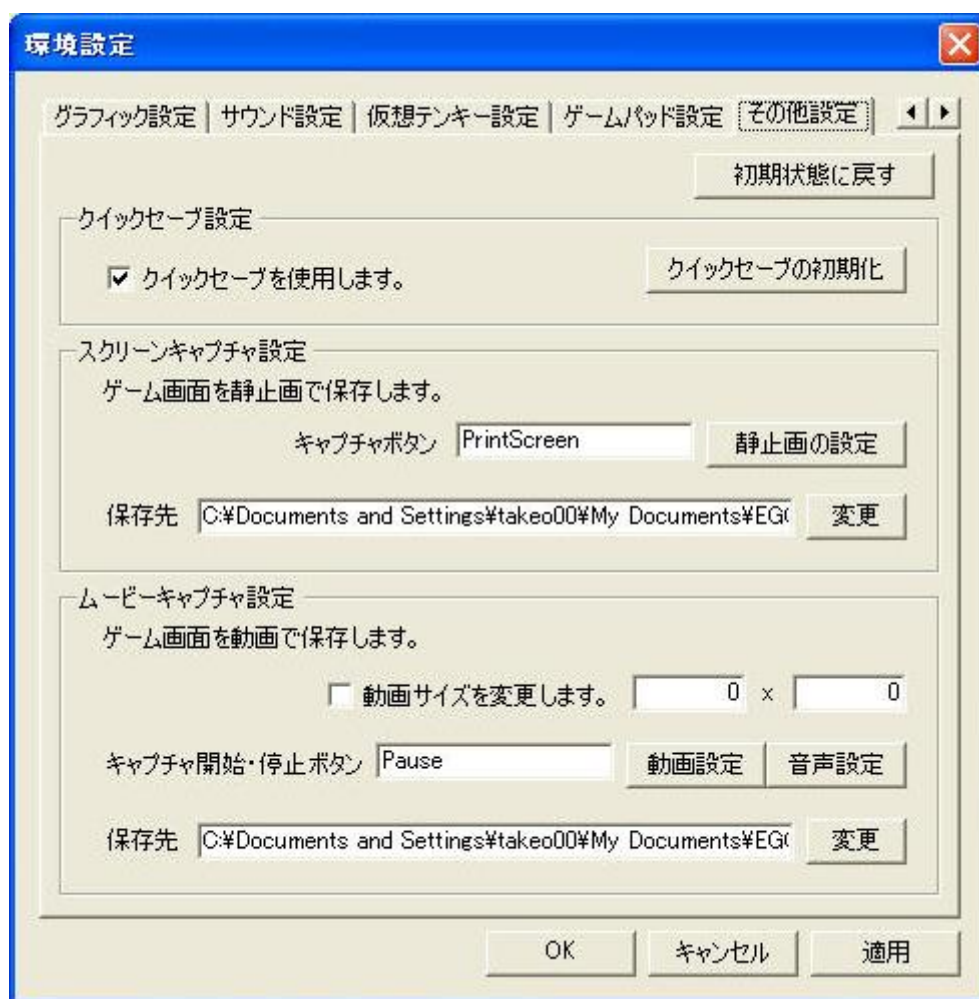 環境設定
グラフィック設定 サウンド設定 仮想テンキー設定 ゲームパッド設定 その他設定
初期状態に戻す
クイックセーブ設定
クイックセーブを使用します。 クイックセーブの初期化
スクリーンキャプチャ設定
ゲーム画面を静止画で保存します。
キャプチャボタン PrintScreen 静止画の設定
保存先 C:¥Documents and Settings¥takeo00¥My Documents¥EG 変更
ムービーキャプチャ設定
ゲーム画面を動画で保存します。
動画サイズを変更します。 0 x 0
キャプチャ開始・停止ボタン Pause 動画設定 音声設定
保存先 C:¥Documents and Settings¥takeo00¥My Documents¥EG 変更
OK キャンセル 適用